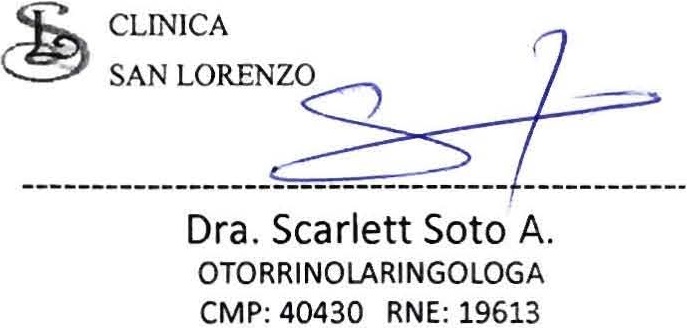 CLINICA
SAN LORENZO
Dra. Scarlett Soto A.
OTORRINOLARINGOLOGA
CMP: 40430 RNE: 19613